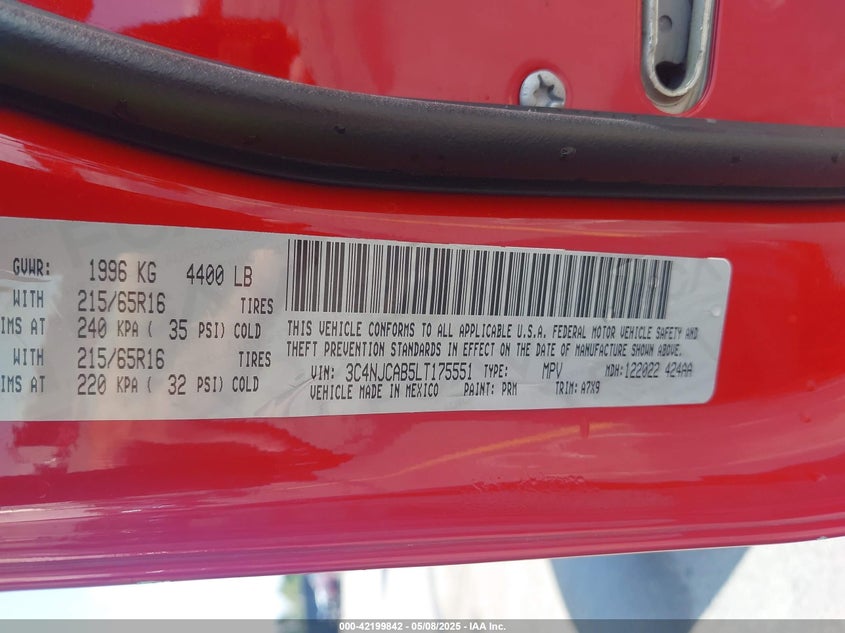 GVWR: 1996 KG 4400 LB
WITH 215/65R16 TIRES
IMS AT 240 KPA ( 35 PSI) COLD
WITH 215/65R16 TIRES
IMS AT 220 KPA ( 32 PSI) COLD
THIS VEHICLE CONFORMS TO ALL APPLICABLE U.S.A. FEDERAL MOTOR VEHICLE SAFETY AND
THEFT PREVENTION STANDARDS IN EFFECT ON THE DATE OF MANUFACTURE SHOWN ABOVE.
VIN: 3C4NJCAB5LT175551 TYPE: MPV MDH: 122022 424AA
VEHICLE MADE IN MEXICO PAINT: PRM TRIM: A7X9
000-42199842 - 05/08/2025 - IAA Inc.